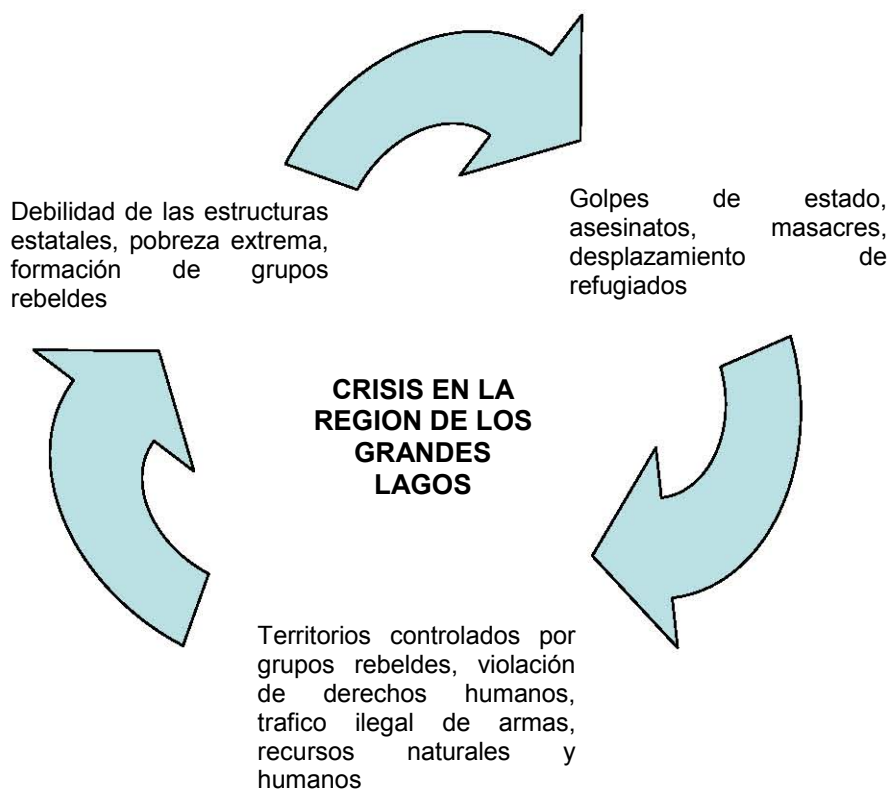 Debilidad de las estructuras
estatales, pobreza extrema,
formación de grupos
rebeldes
Golpes de estado,
asesinatos, masacres,
desplazamiento de
refugiados
CRISIS EN LA
REGION DE LOS
GRANDES
LAGOS
Territorios controlados por
grupos rebeldes, violación
de derechos humanos,
trafico ilegal de armas,
recursos naturales y
humanos